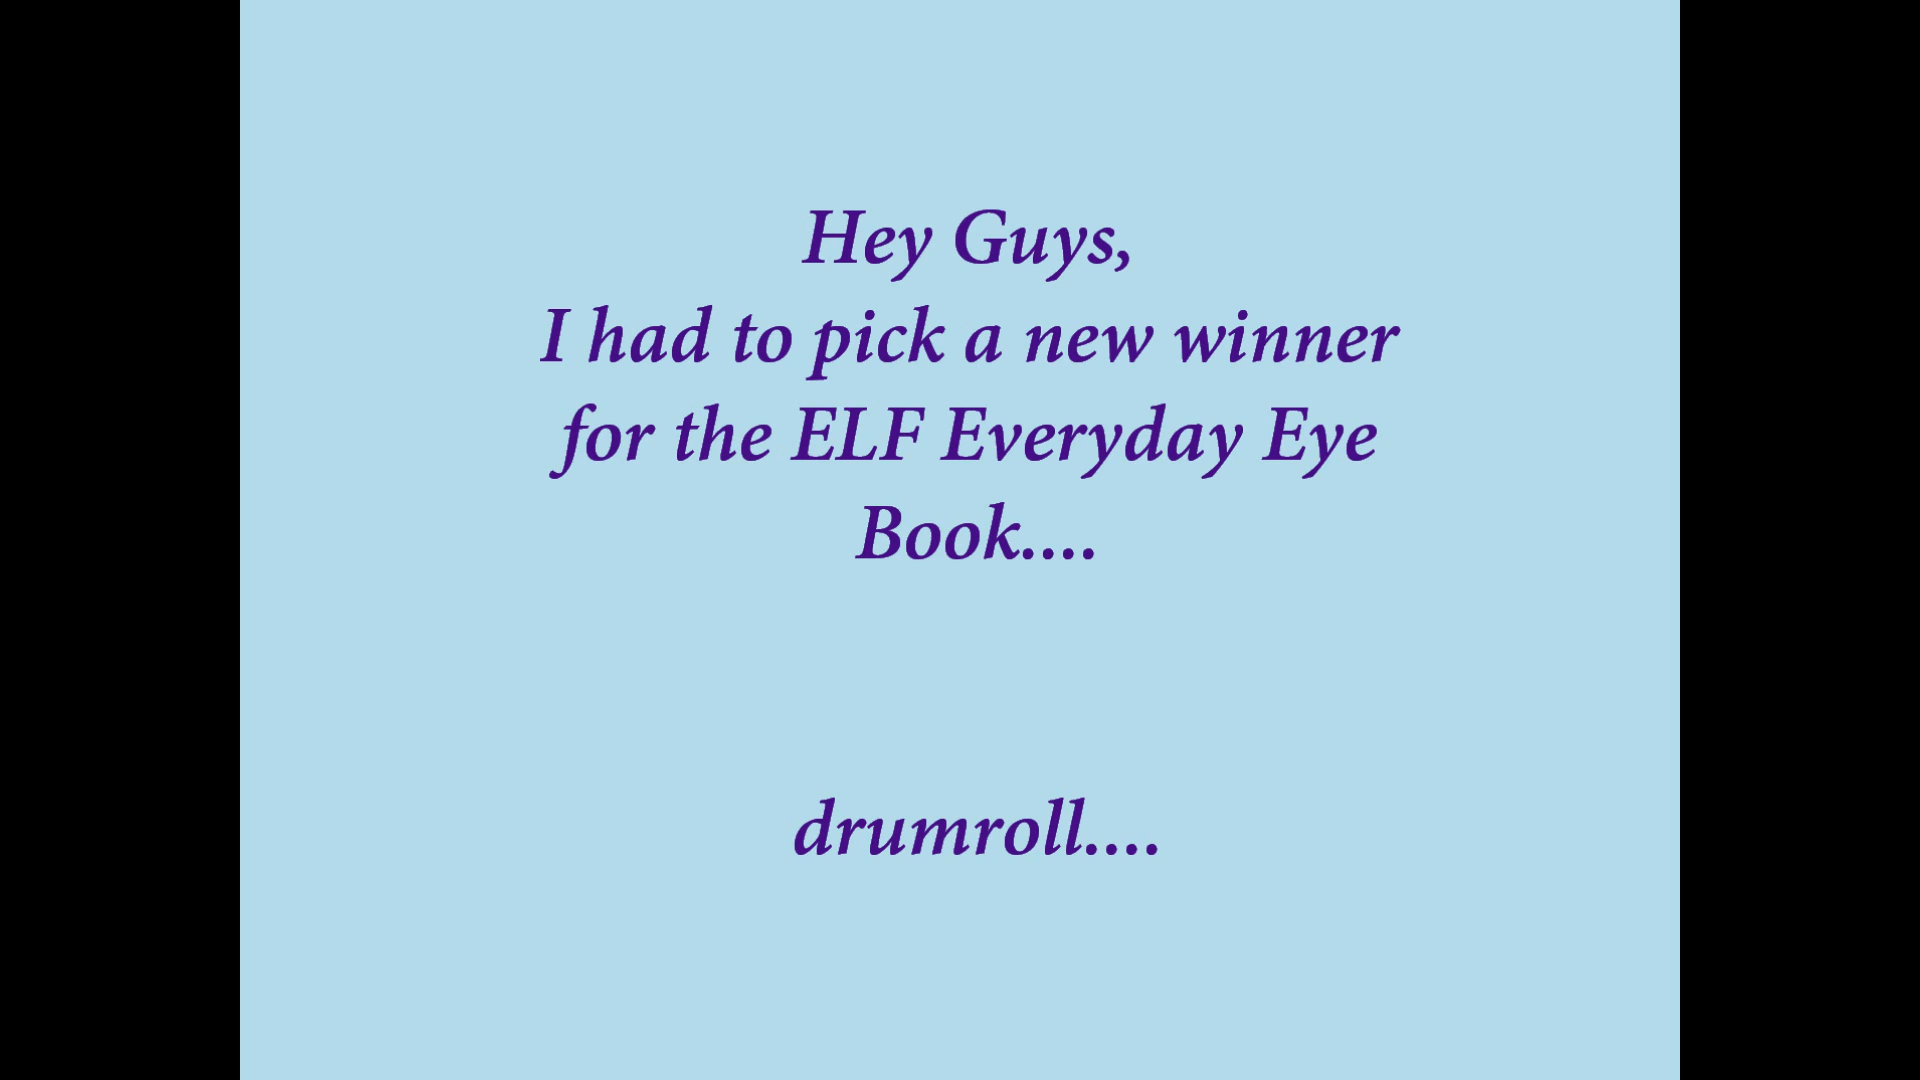 Hey Guys,
I had to pick a new winner
for the ELF Everyday Eye
Book....
drumroll....